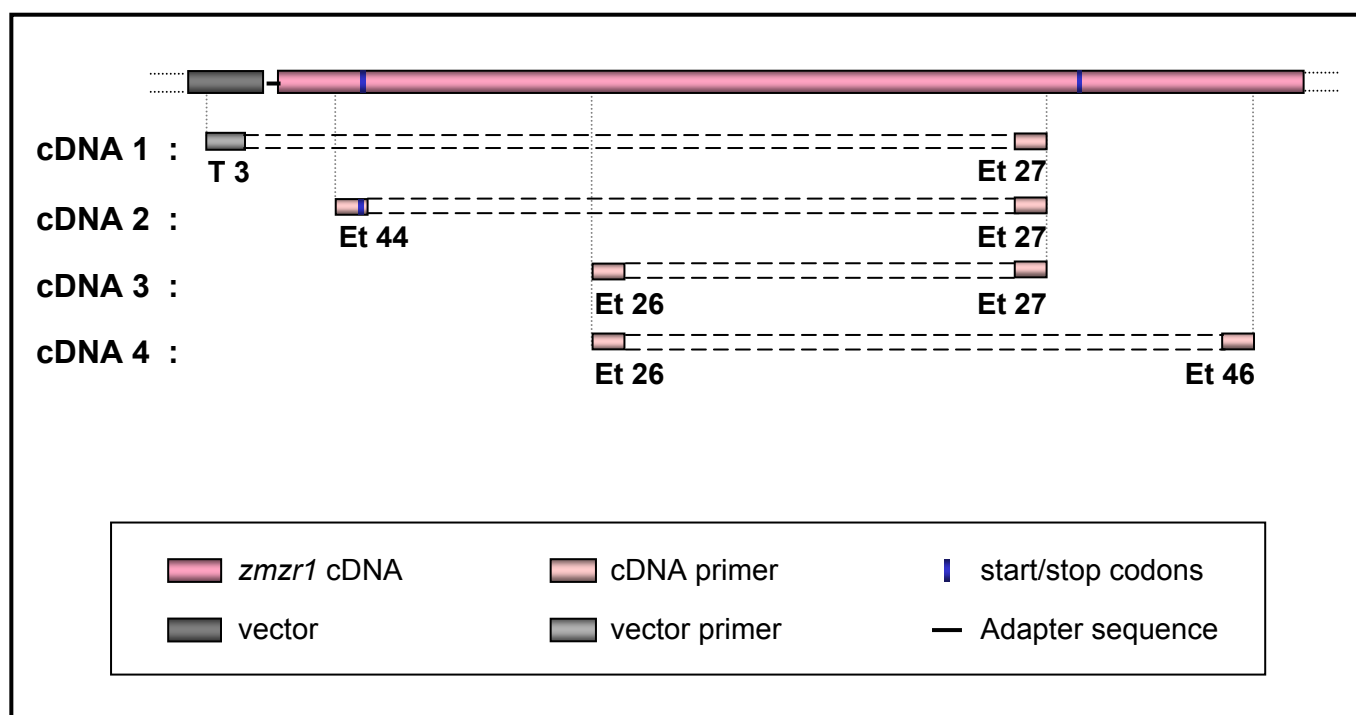 cDNA 1 :
T 3 Et 27
cDNA 2 :
Et 44 Et 27
cDNA 3 :
Et 26 Et 27
cDNA 4 :
Et 26 Et 46
zmzr1 cDNA cDNA primer start/stop codons
vector vector primer Adapter sequence